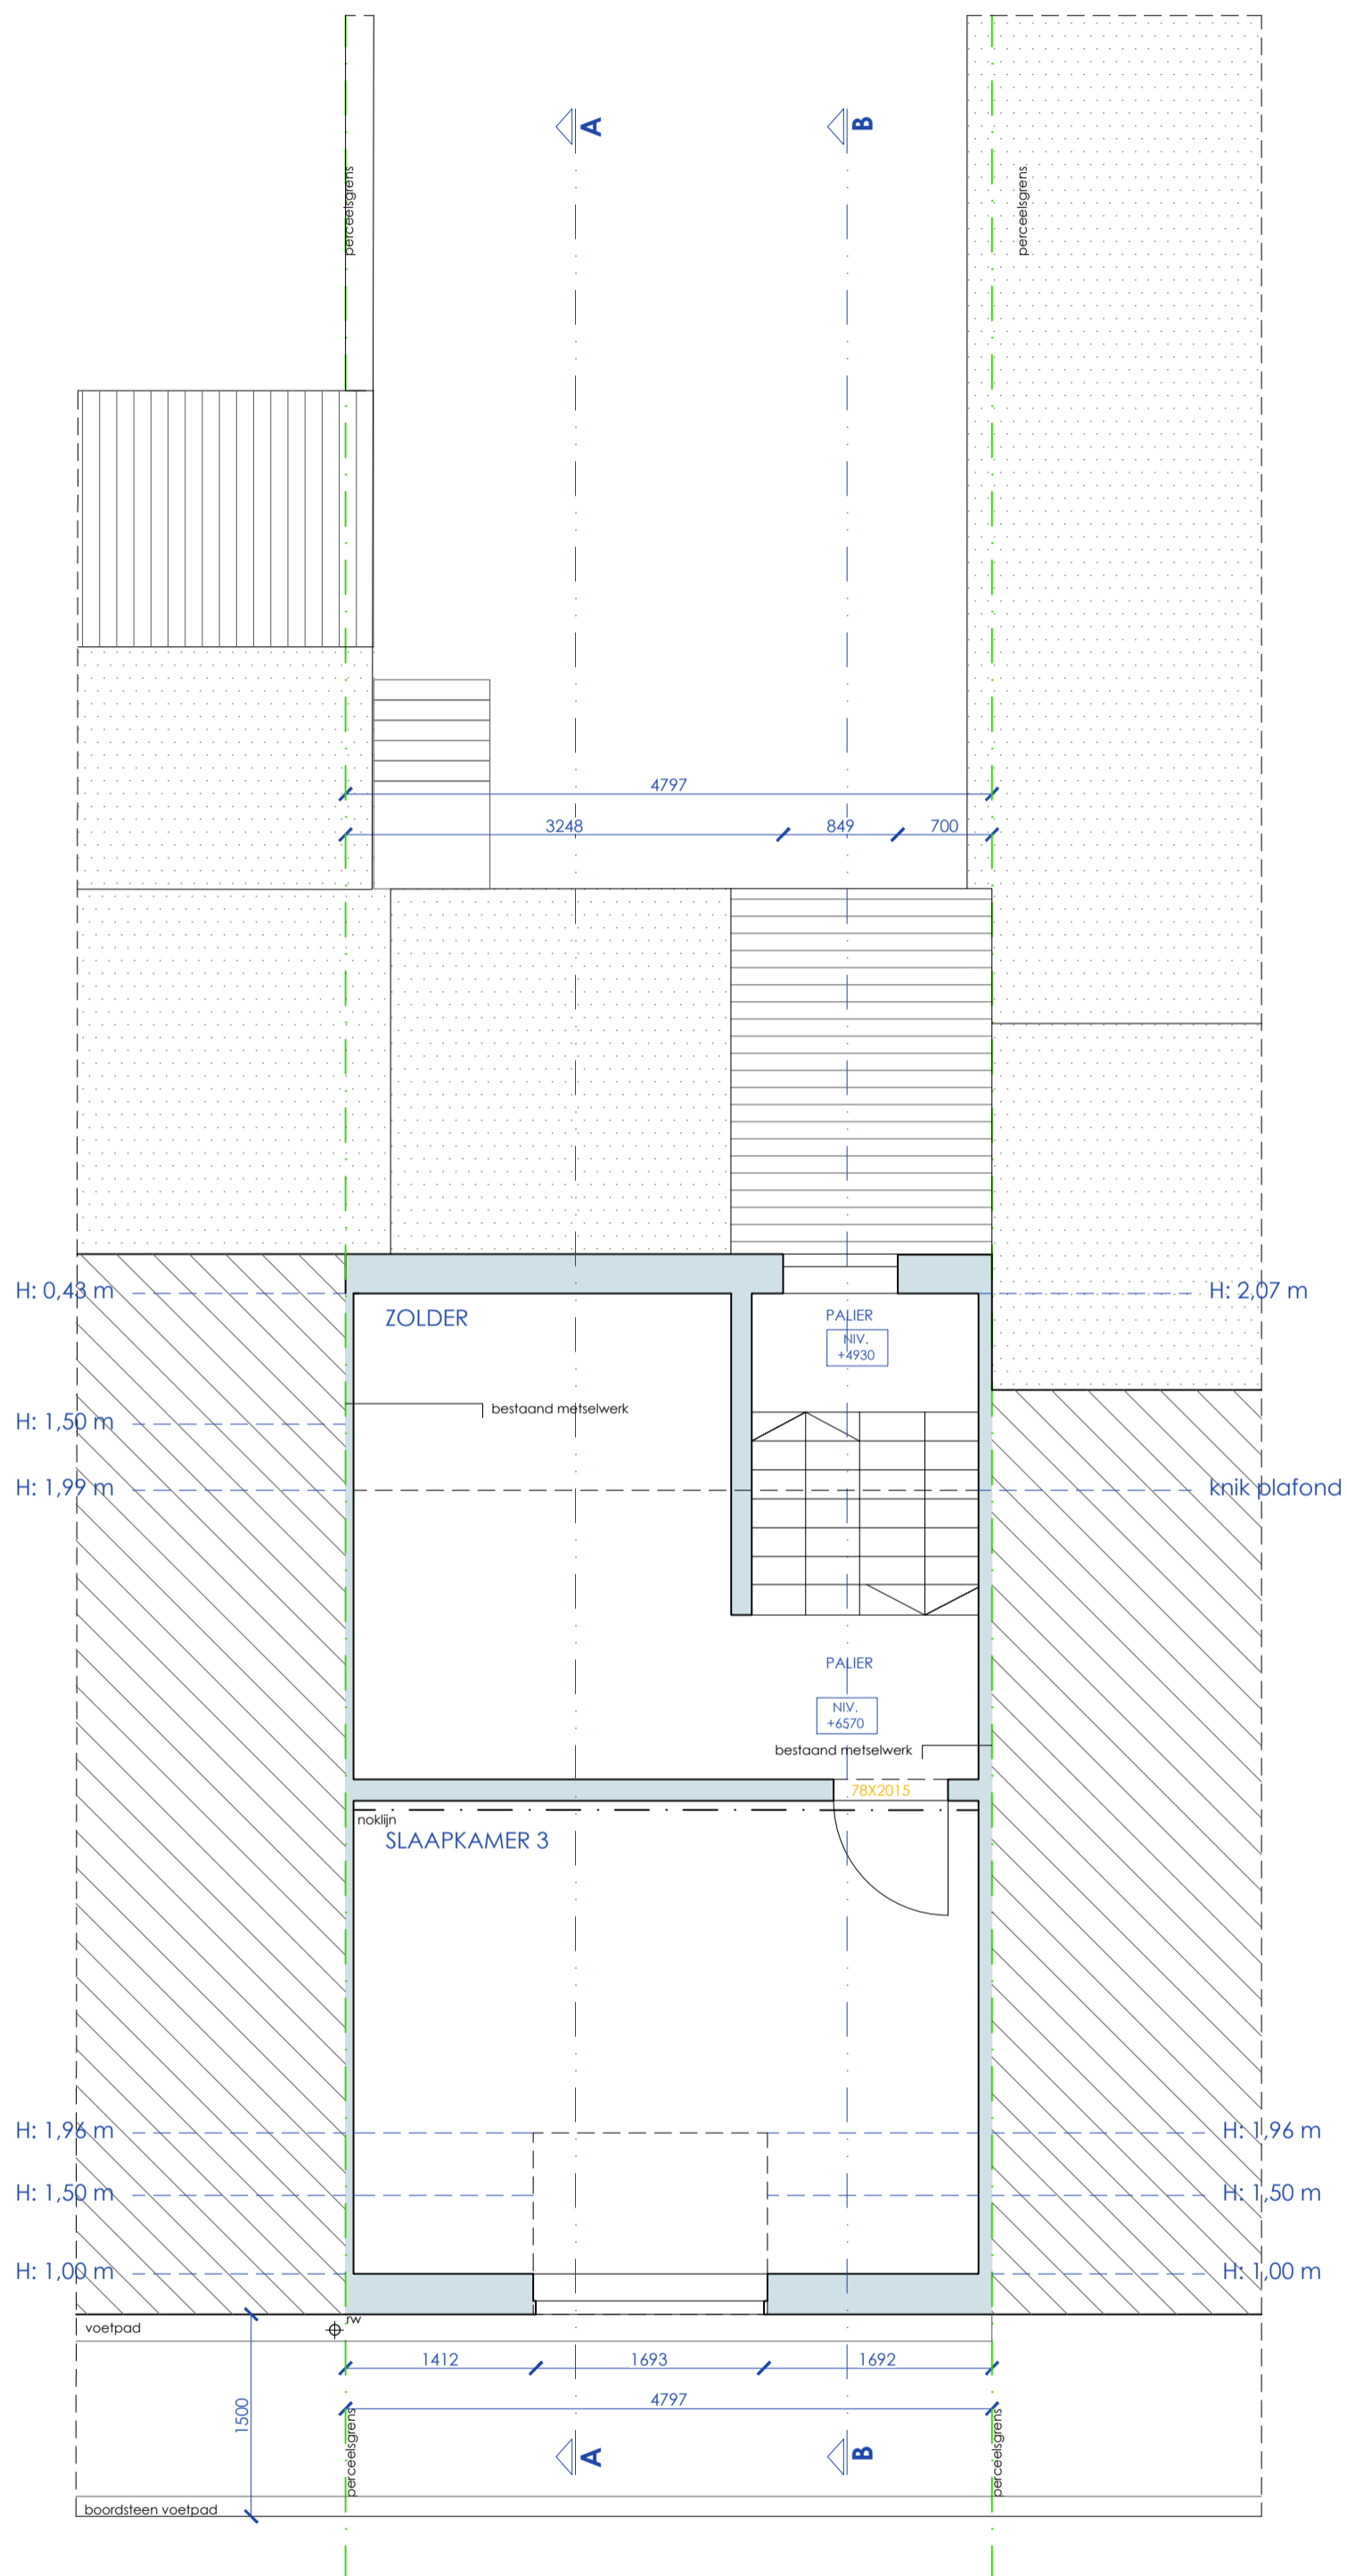 A
B
perceelsgrens
perceelsgrens
4797
3248
849
700
H: 0,43 m
H: 2,07 m
ZOLDER
PALIER
NIV.
+4930
bestaand metselwerk
H: 1,50 m
H: 1,99 m
knik plafond
PALIER
NIV.
+6570
bestaand metselwerk
78X2015
noklijn
SLAAPKAMER 3
H: 1,96 m
H: 1,96 m
H: 1,50 m
H: 1,50 m
H: 1,00 m
H: 1,00 m
rw
voetpad
1412
1693
1692
4797
1500
perceelsgrens
perceelsgrens
A
B
boordsteen voetpad